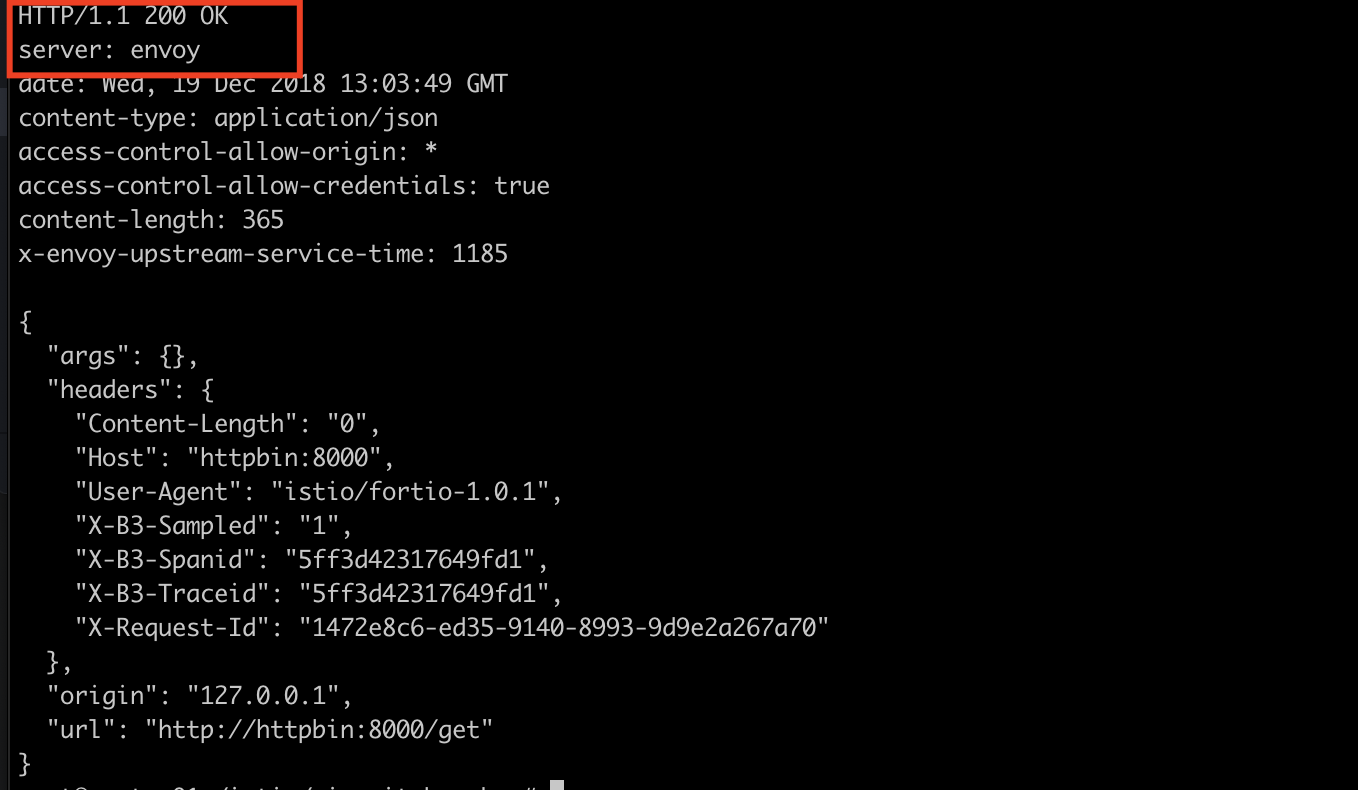 HTTP/1.1 200 OK
server: envoy
date: Wed, 19 Dec 2018 13:03:49 GMT
content-type: application/json
access-control-allow-origin: *
access-control-allow-credentials: true
content-length: 365
x-envoy-upstream-service-time: 1185
{
  "args": {},
  "headers": {
    "Content-Length": "0",
    "Host": "httpbin:8000",
    "User-Agent": "istio/fortio-1.0.1",
    "X-B3-Sampled": "1",
    "X-B3-Spanid": "5ff3d42317649fd1",
    "X-B3-Traceid": "5ff3d42317649fd1",
    "X-Request-Id": "1472e8c6-ed35-9140-8993-9d9e2a267a70"
  },
  "origin": "127.0.0.1",
  "url": "http://httpbin:8000/get"
}